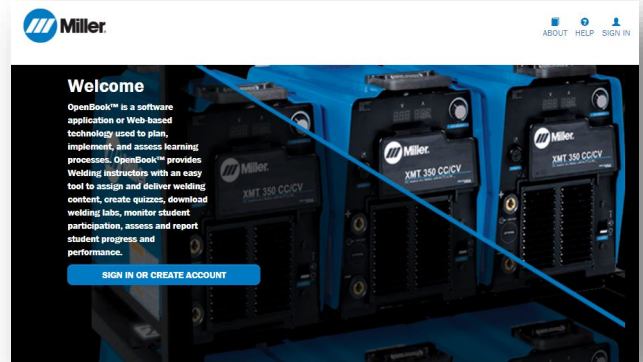 Miller.
ABOUT HELP SIGN IN
Welcome
OpenBook™ is a software
application or Web-based
technology used to plan,
implement, and assess learning
processes. OpenBook™ provides
Welding instructors with an easy
tool to assign and deliver welding
content, create quizzes, download
welding labs, monitor student
participation, assess and report
student progress and
performance.
SIGN IN OR CREATE ACCOUNT
Miller.
XMT 350 CC/CV
Miller.
XMT 350 CC/CV
Miller.
XMT 350 CC/CV